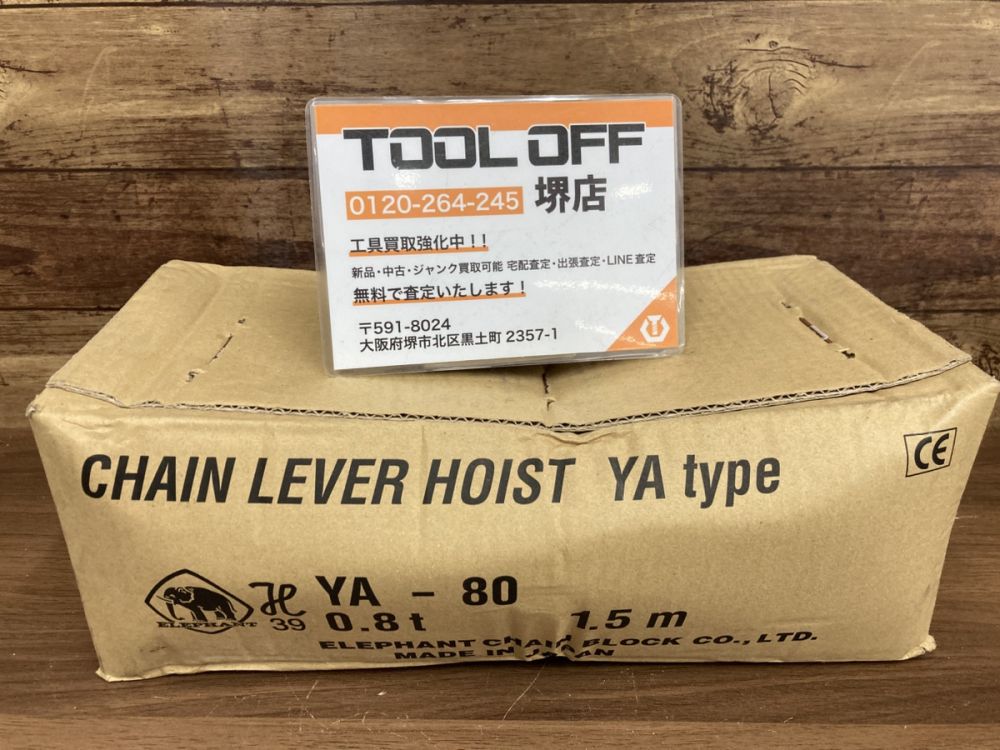 TOOL OFF
0120-264-245 堺店
工具買取強化中！！
新品・中古・ジャンク買取可能 宅配査定・出張査定・LINE査定
無料で査定いたします！
〒591-8024
大阪府堺市北区黒土町 2357-1
CHAIN LEVER HOIST YA type
CE
ELEPHANT
H
39
YA - 80
0.8t 1.5m
ELEPHANT CHAIN BLOCK CO., LTD.
MADE IN JAPAN